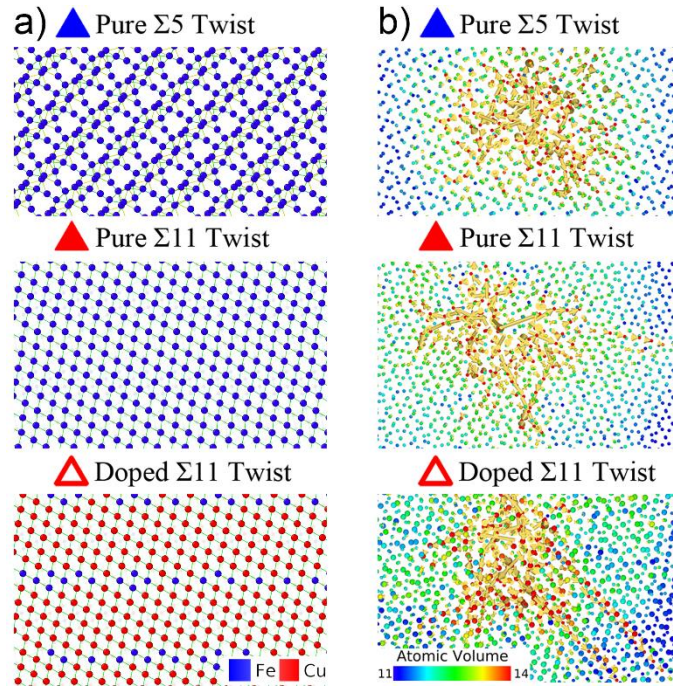 a) Pure Σ5 Twist
b) Pure Σ5 Twist
Pure Σ11 Twist
Pure Σ11 Twist
Doped Σ11 Twist
Doped Σ11 Twist
Fe Cu
Atomic Volume
11 14